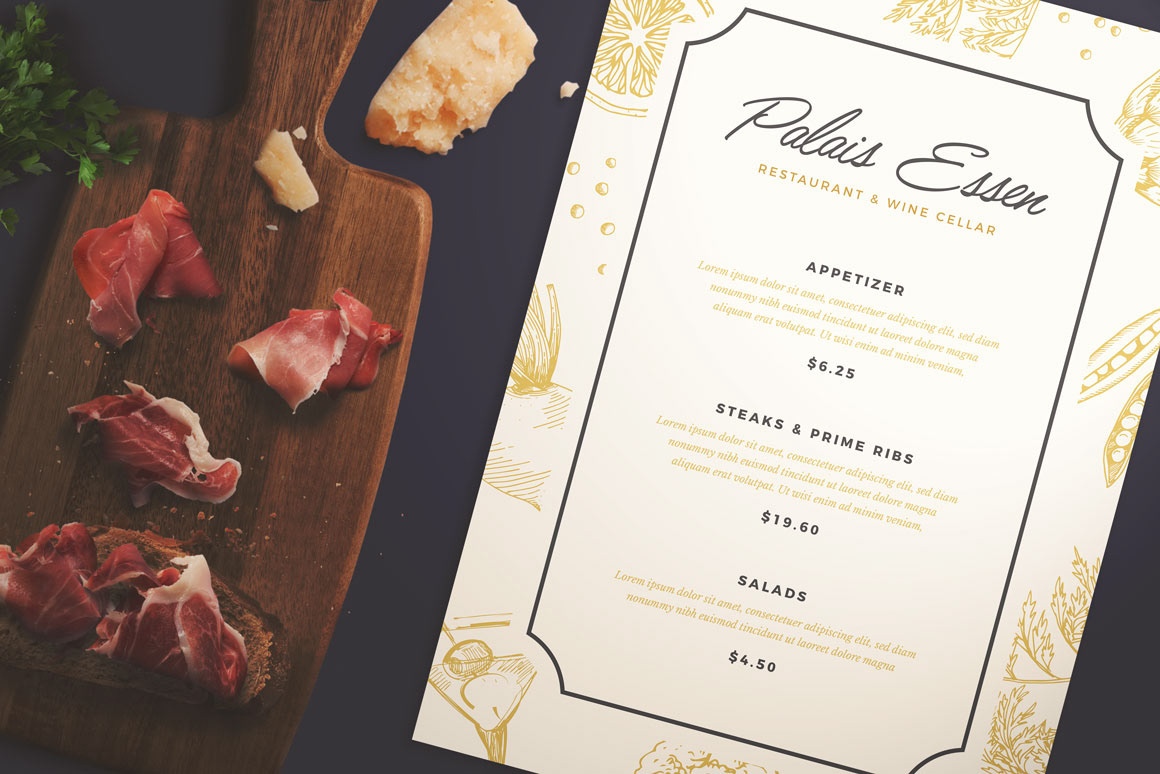 Palais Essen
RESTAURANT & WINE CELLAR
APPETIZER
Lorem ipsum dolor sit amet, consectetuer adipiscing elit, sed diam
nonummy nibh euismod tincidunt ut laoreet dolore magna
aliquam erat volutpat. Ut wisi enim ad minim veniam,
$6.25
STEAKS & PRIME RIBS
Lorem ipsum dolor sit amet, consectetuer adipiscing elit, sed diam
nonummy nibh euismod tincidunt ut laoreet dolore magna
aliquam erat volutpat. Ut wisi enim ad minim veniam,
$19.60
SALADS
Lorem ipsum dolor sit amet, consectetuer adipiscing elit, sed diam
nonummy nibh euismod tincidunt ut laoreet dolore magna
$4.50